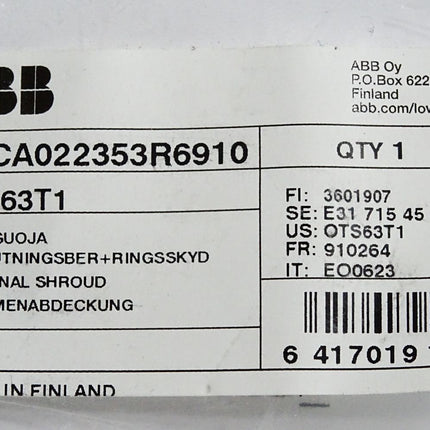 BB
ABB Oy
P.O.Box 622
Finland
abb.com/lov
CA022353R6910
QTY 1
63T1
GUOJA
UTNINGSBER+RINGSSKYD
NAL SHROUD
MENABDECKUNG
FI: 3601907
SE: E31 715 45
US: OTS63T1
FR: 910264
IT: EO0623
6 417019
IN FINLAND